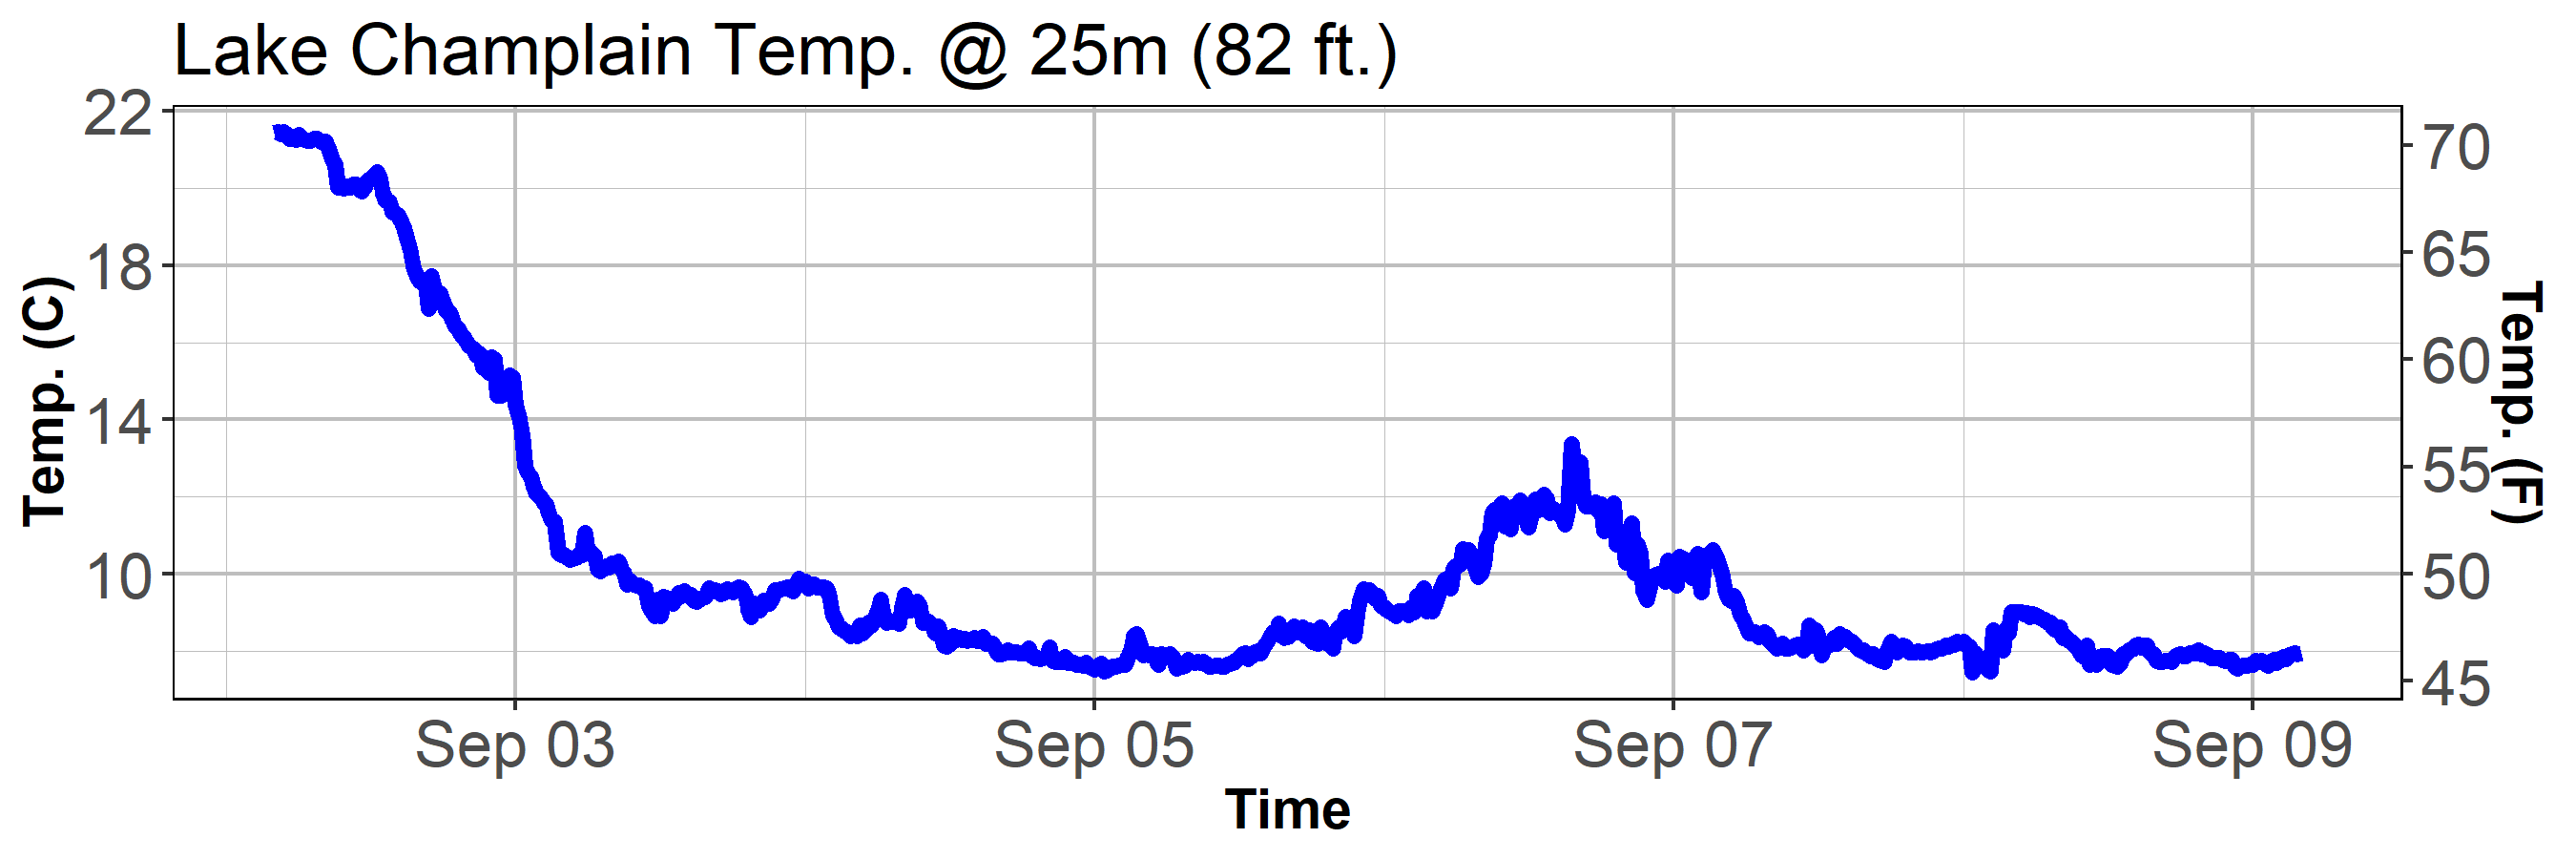 Lake Champlain Temp. @ 25m (82 ft.)
22
18
14
10
Temp. (C)
70
65
60
55
50
45
Temp. (F)
Sep 03 Sep 05 Sep 07 Sep 09
Time